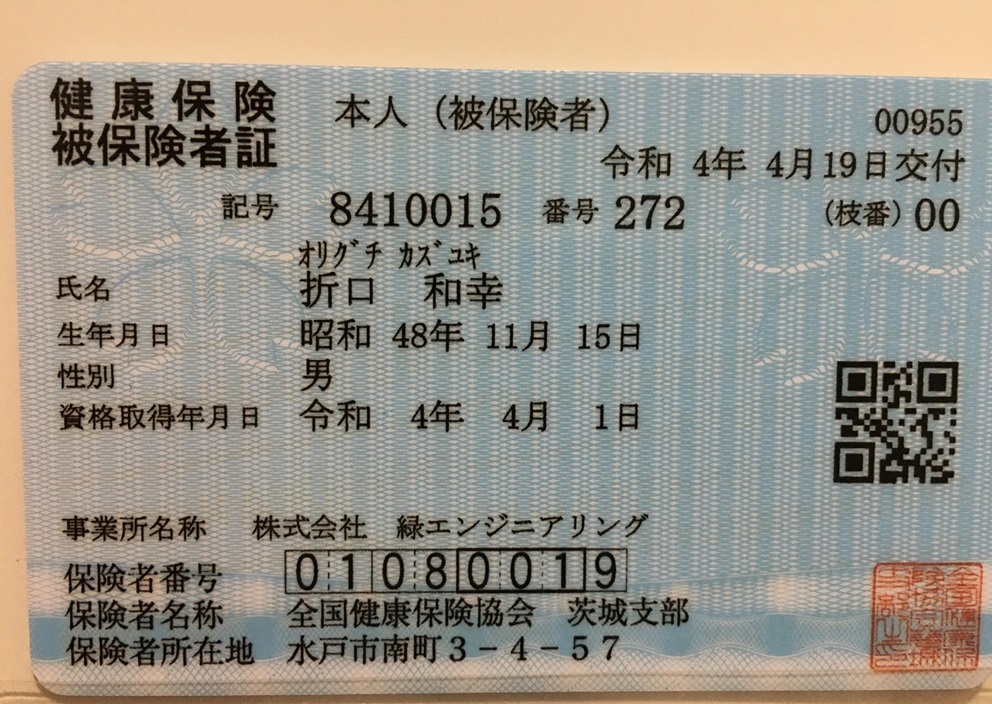 健康保険 本人（被保険者） 00955
被保険者証 令和 4年 4月19日交付
記号 8410015 番号 272 (枝番) 00
ｵﾘｸﾞﾁ ｶｽﾞﾕｷ
氏名 折口 和幸
生年月日 昭和 48年 11月 15日
性別 男
資格取得年月日 令和 4年 4月 1日
事業所名称 株式会社 緑エンジニアリング
保険者番号 01080019
保険者名称 全国健康保険協会 茨城支部
保険者所在地 水戸市南町３－４－５７